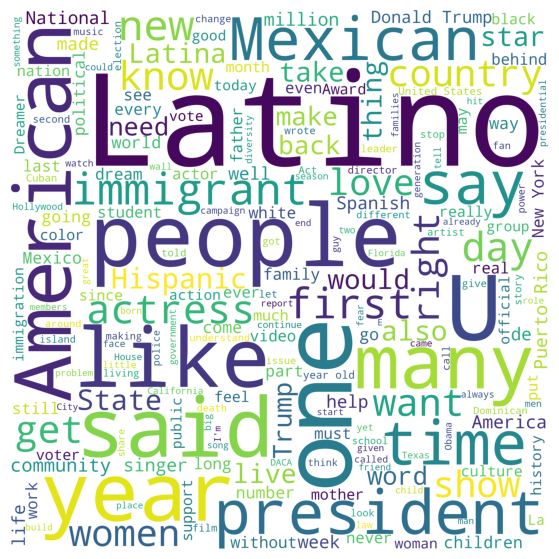 National
new
Mexican
Donald Trump
change
music
election
something
made
Latina
million
star
black
could
good
nation
political
know
month
take
country
behind
Dreamer
see
today
even
Award
thing
United States
hit
families
presidential
American
Latino
second
every
need
vote
father
make
may
way
world
diversity
wrote
back
leader
stop
tell
fan
last
Cuban
watch
wall
dream
actor
well
love
say
New York
Hollywood
immigrant
director
season
Act
generation
power
going
student
white
Spanish
really
group
color
campaign
end
different
already
artist
Mexico
told
got
guy
two
Florida
day
people
right
Puerto Rico
since
Hispanic
family
first
real
immigration
great
action
ever
let
would
U
give
official
story
sole
members
actress
report
also
de
around
born
like
come
much
go
came
call
put
island
making
face
House
police
government
understand
continue
fear
video
one
many
always
men
living
little
issue
year old
part
problem
California
State
feel
Trump
want
Dominican
said
get
City
public
death
big
I'm
song
help
must
yet
time
America
still
voter
share
start
school
given
called
Texas
Obama
history
community
singer
long
live
DACA
think
friend
word
culture
year
number
look
law
child
man
show
La
life
work
place
support
mother
build
women
film
without
week
president
never
woman
children